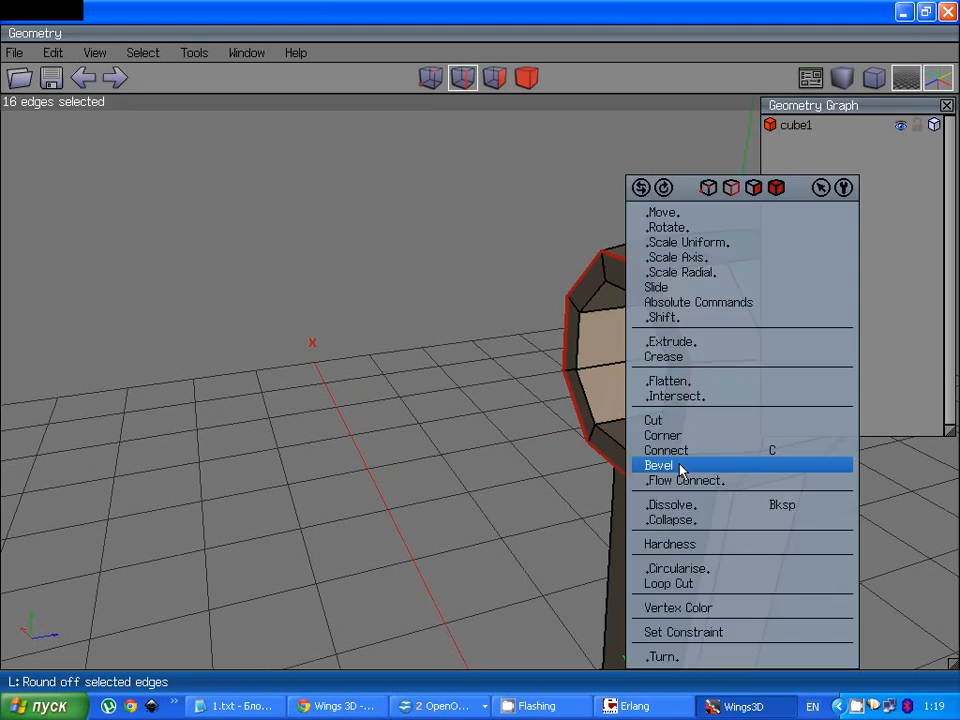 Geometry
File Edit View Select Tools Window Help
16 edges selected
Geometry Graph
cube1
X
.Move.
.Rotate.
.Scale Uniform.
.Scale Axis.
.Scale Radial.
Slide
Absolute Commands
.Shift.
.Extrude.
Crease
.Flatten.
.Intersect.
Cut
Corner
Connect C
Bevel
.Flow Connect.
.Dissolve. Bksp
.Collapse.
Hardness
.Circularise.
Loop Cut
Vertex Color
Set Constraint
.Turn.
L: Round off selected edges
пуск 1.txt - Бло... Wings 3D -... 2 OpenO... Flashing Erlang Wings3D EN 1:19